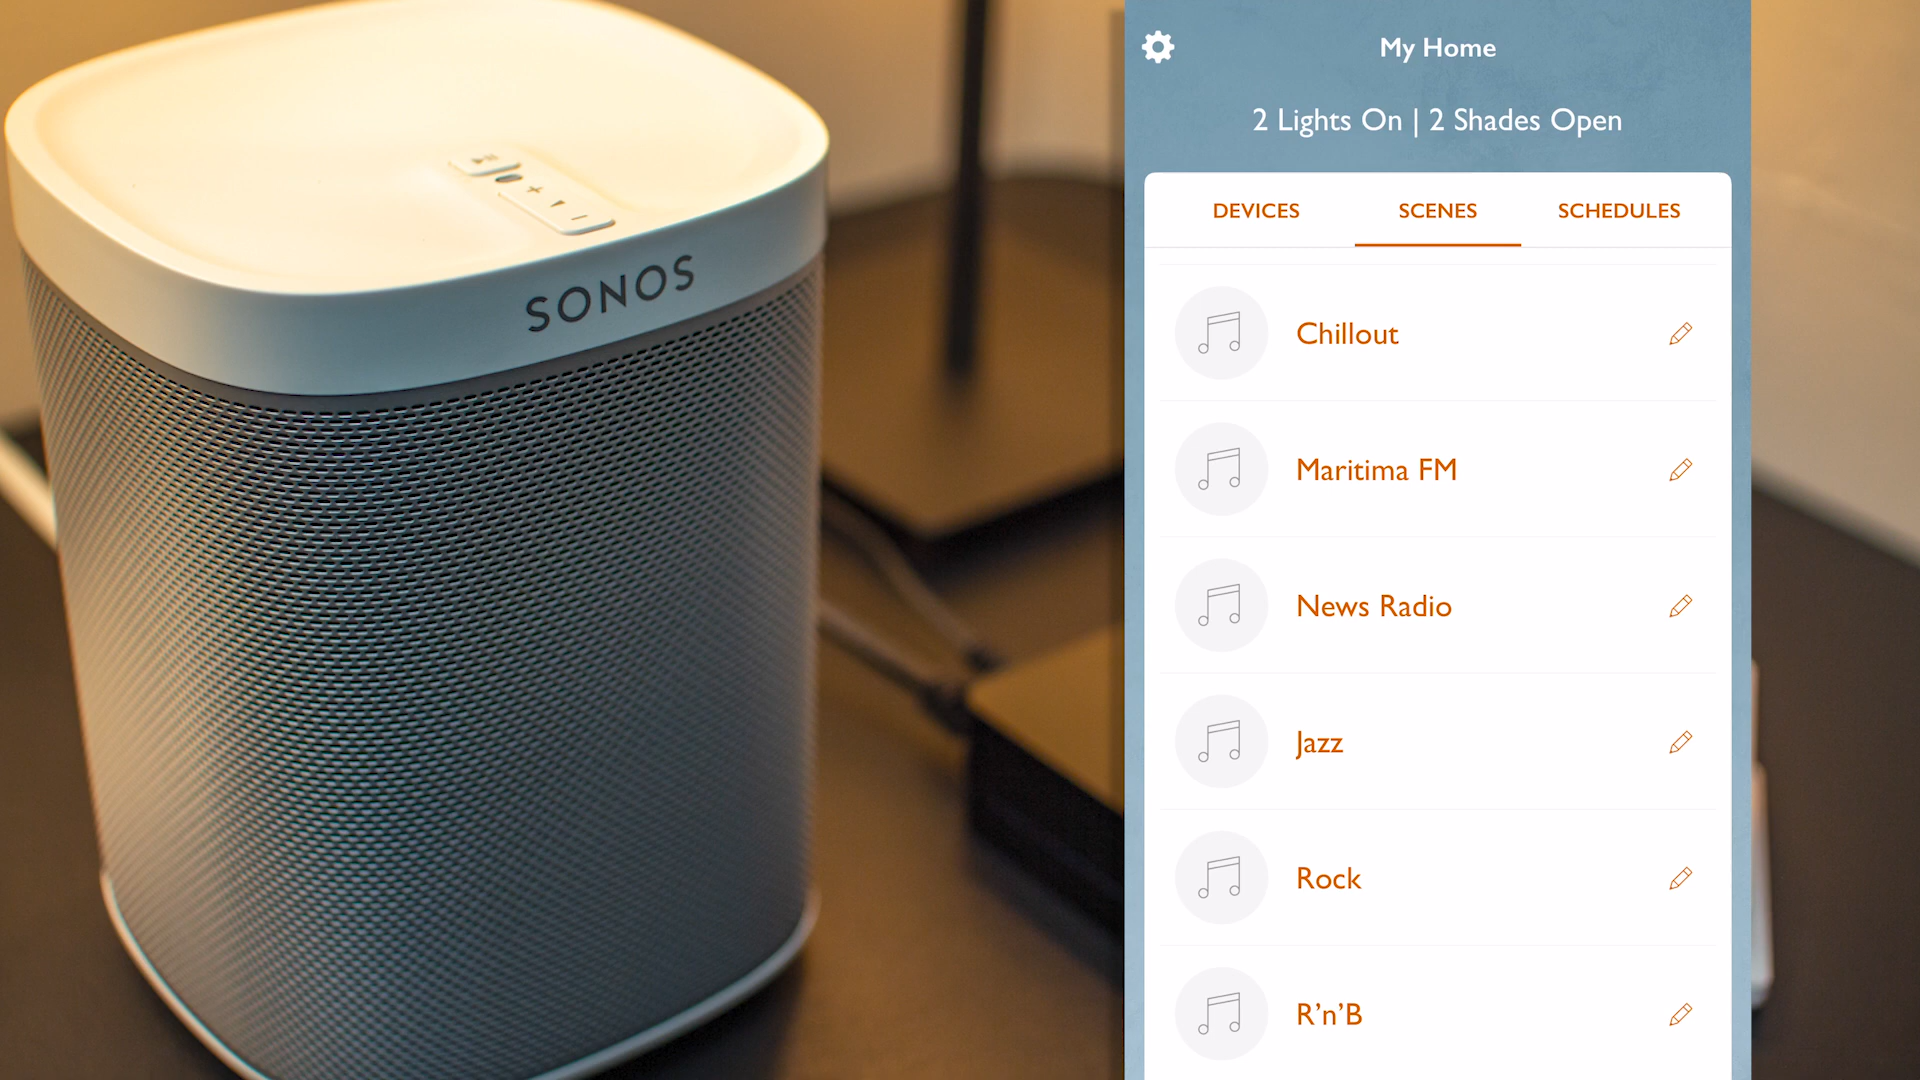 SONOS
My Home
2 Lights On | 2 Shades Open
DEVICES SCENES SCHEDULES
Chillout
Maritima FM
News Radio
Jazz
Rock
R’n’B